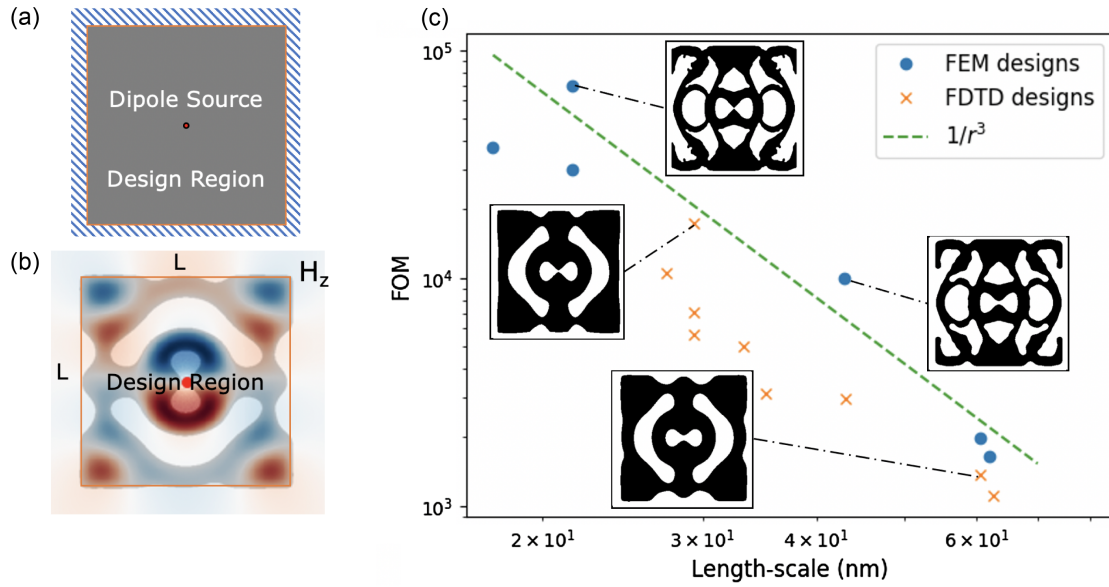 (a)
Dipole Source
Design Region
(b)
L
H_z
L
Design Region
(c)
FOM
10^5
10^4
10^3
FEM designs
FDTD designs
1/r^3
2 × 10^1
3 × 10^1
4 × 10^1
6 × 10^1
Length-scale (nm)